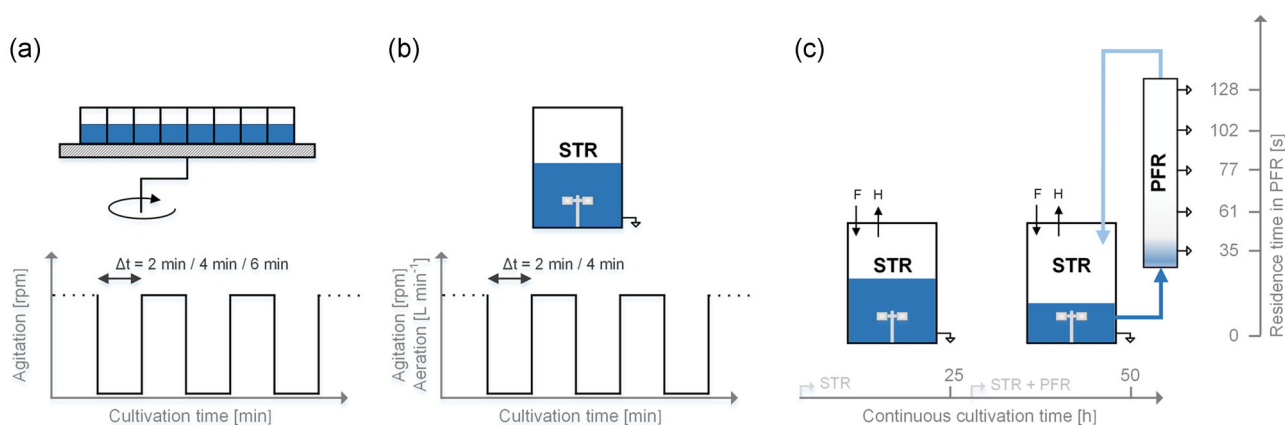 (a)
Δt = 2 min / 4 min / 6 min
Agitation [rpm]
Cultivation time [min]
(b)
STR
Δt = 2 min / 4 min
Agitation [rpm]
Aeration [L min⁻¹]
Cultivation time [min]
(c)
F H
STR
F H
STR
PFR
128
102
77
61
35
0
Residence time in PFR [s]
STR 25 STR + PFR 50
Continuous cultivation time [h]